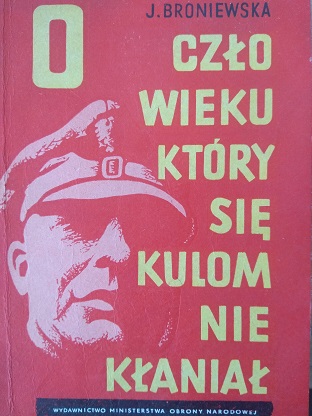 J. BRONIEWSKA
O CZŁO
WIEKU
KTÓRY
SIĘ
KULOM
NIE
KŁANIAŁ
WYDAWNICTWO MINISTERSTWA OBRONY NARODOWEJ